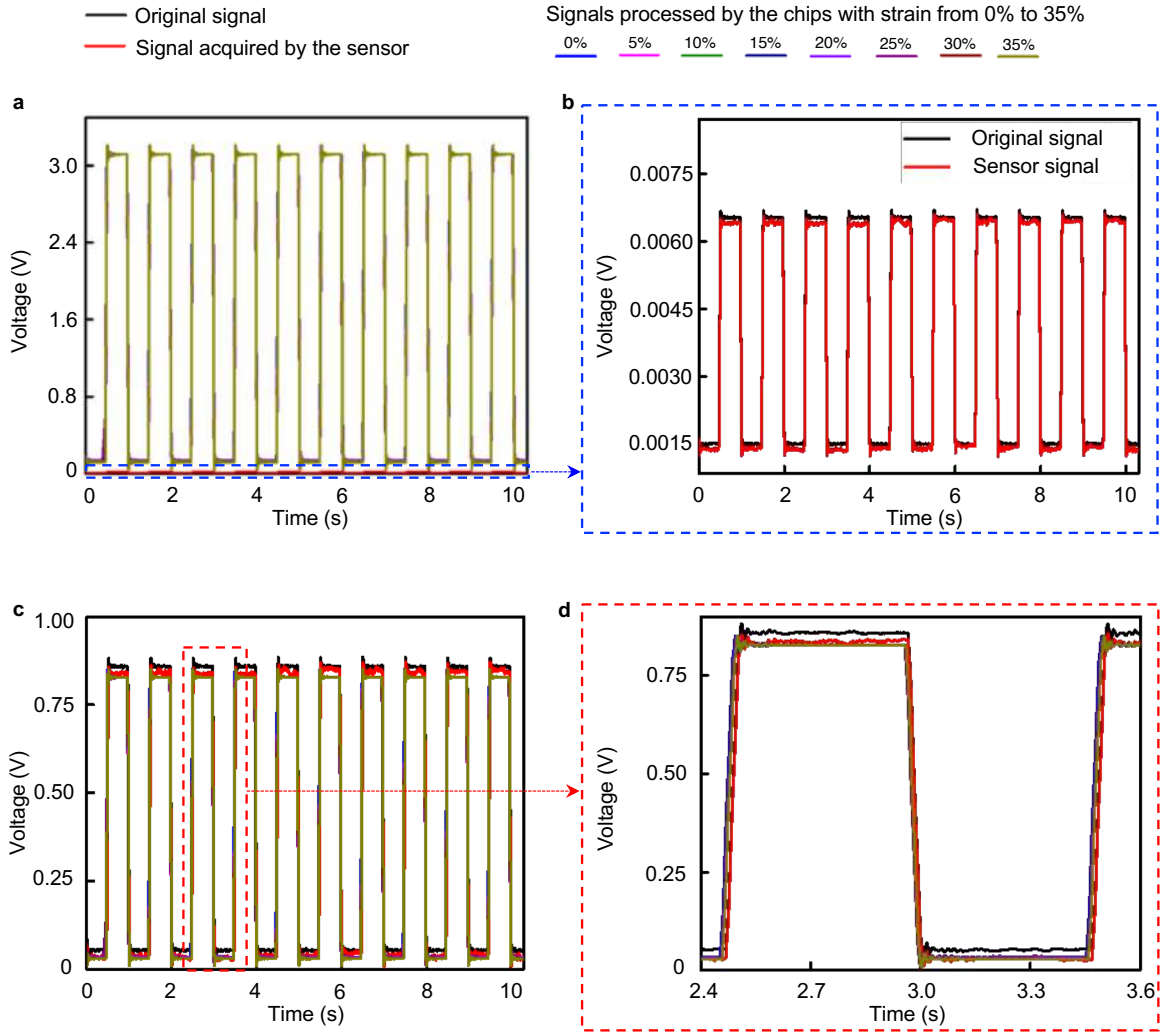 Original signal
Signal acquired by the sensor
Signals processed by the chips with strain from 0% to 35%
0% 5% 10% 15% 20% 25% 30% 35%
a
3.0
2.4
1.6
0.8
0
Voltage (V)
0 2 4 6 8 10
Time (s)
b
Original signal
Sensor signal
0.0075
0.0060
0.0045
0.0030
0.0015
Voltage (V)
0 2 4 6 8 10
Time (s)
c
1.00
0.75
0.50
0.25
0
Voltage (V)
0 2 4 6 8 10
Time (s)
d
0.75
0.50
0.25
0
Voltage (V)
2.4 2.7 3.0 3.3 3.6
Time (s)